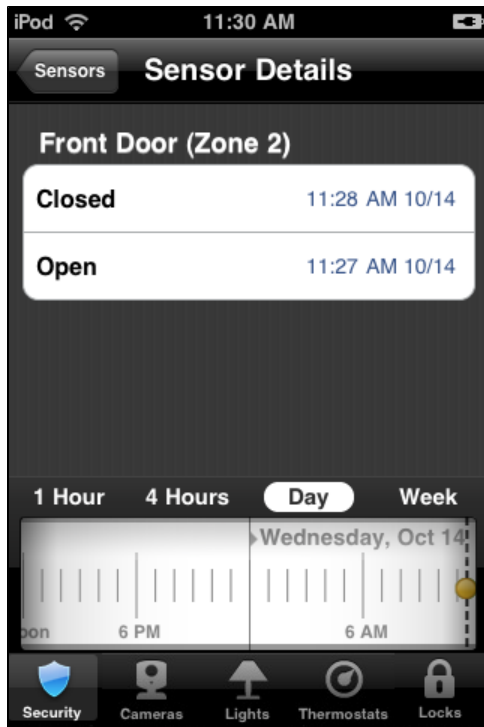 iPod 11:30 AM
Sensors Sensor Details
Front Door (Zone 2)
Closed 11:28 AM 10/14
Open 11:27 AM 10/14
1 Hour 4 Hours Day Week
Wednesday, Oct 14
oon 6 PM 6 AM
Security Cameras Lights Thermostats Locks